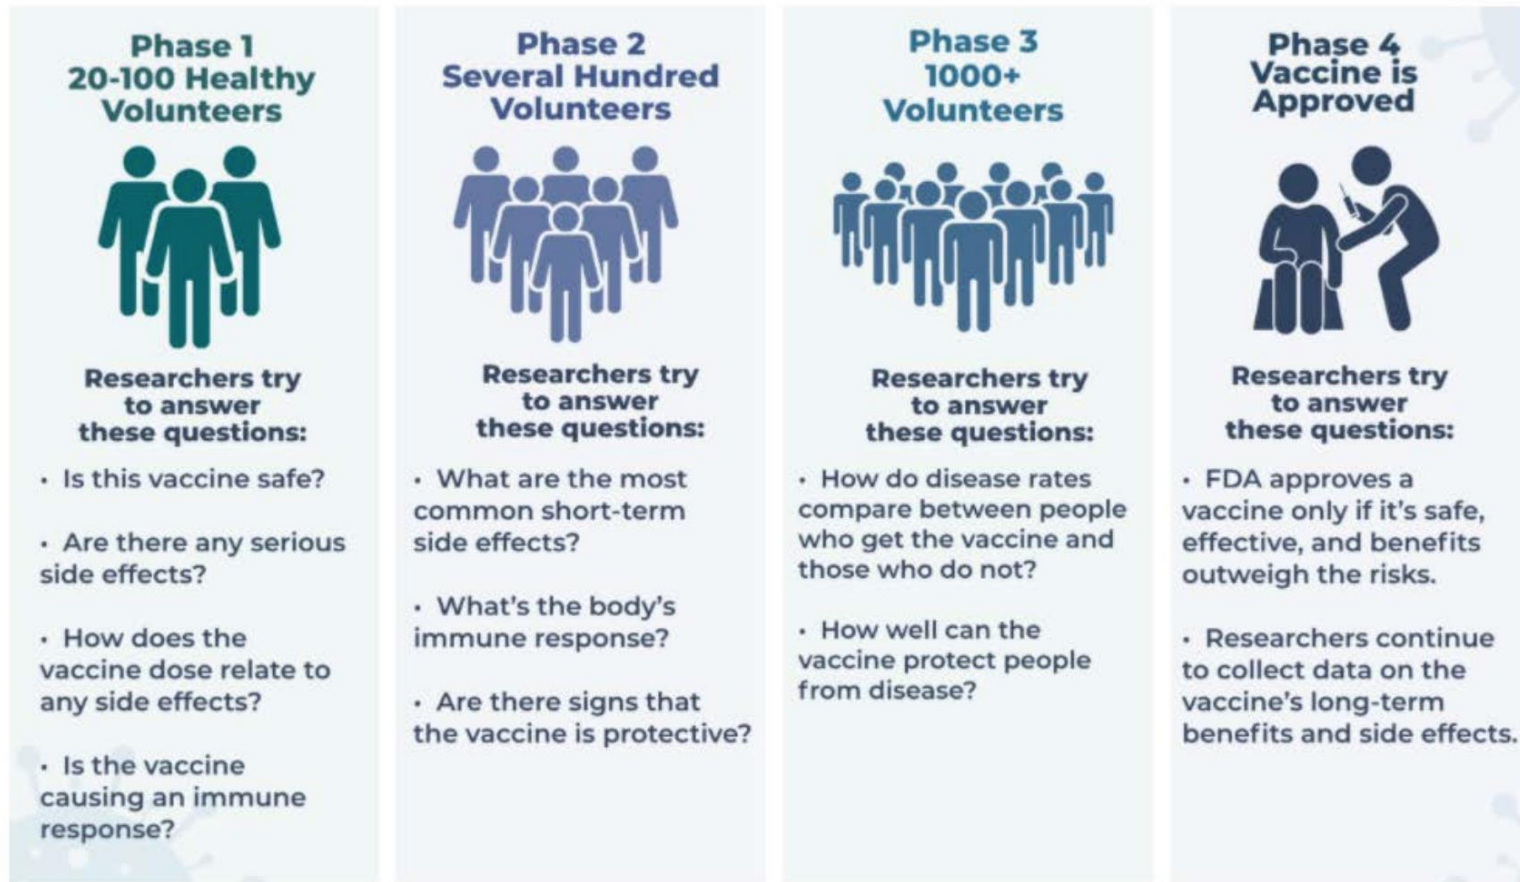 Phase 1
20-100 Healthy
Volunteers
Researchers try
to answer
these questions:
• Is this vaccine safe?
• Are there any serious
side effects?
• How does the
vaccine dose relate to
any side effects?
• Is the vaccine
causing an immune
response?
Phase 2
Several Hundred
Volunteers
Researchers try
to answer
these questions:
• What are the most
common short-term
side effects?
• What's the body's
immune response?
• Are there signs that
the vaccine is protective?
Phase 3
1000+
Volunteers
Researchers try
to answer
these questions:
• How do disease rates
compare between people
who get the vaccine and
those who do not?
• How well can the
vaccine protect people
from disease?
Phase 4
Vaccine is
Approved
Researchers try
to answer
these questions:
• FDA approves a
vaccine only if it's safe,
effective, and benefits
outweigh the risks.
• Researchers continue
to collect data on the
vaccine's long-term
benefits and side effects.